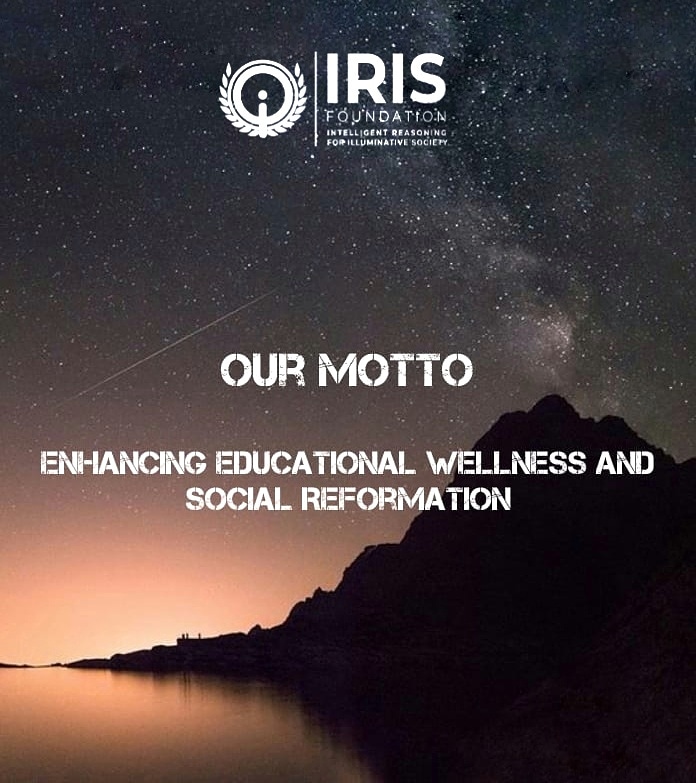 IRIS
FOUNDATION
INTELLIGENT REASONING
FOR ILLUMINATIVE SOCIETY
OUR MOTTO
ENHANCING EDUCATIONAL WELLNESS AND
SOCIAL REFORMATION